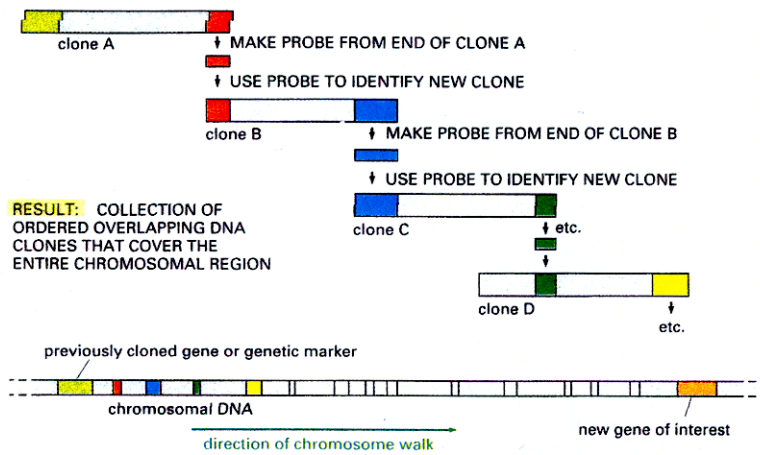 clone A
MAKE PROBE FROM END OF CLONE A
USE PROBE TO IDENTIFY NEW CLONE
clone B
MAKE PROBE FROM END OF CLONE B
USE PROBE TO IDENTIFY NEW CLONE
RESULT: COLLECTION OF
ORDERED OVERLAPPING DNA
CLONES THAT COVER THE
ENTIRE CHROMOSOMAL REGION
clone C
etc.
clone D
etc.
previously cloned gene or genetic marker
chromosomal DNA
direction of chromosome walk
new gene of interest